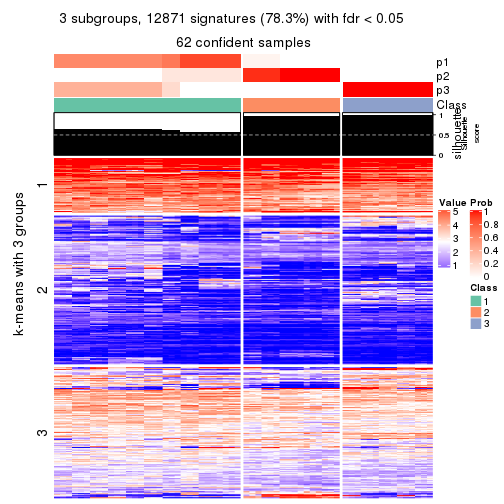 3 subgroups, 12871 signatures (78.3%) with fdr < 0.05
62 confident samples
p1
p2
p3
Class
1
0.5
0
silhouette
Silhouette
score
k-means with 3 groups
1
2
3
Value
5
4
3
2
1
Prob
1
0.8
0.6
0.4
0.2
0
Class
1
2
3